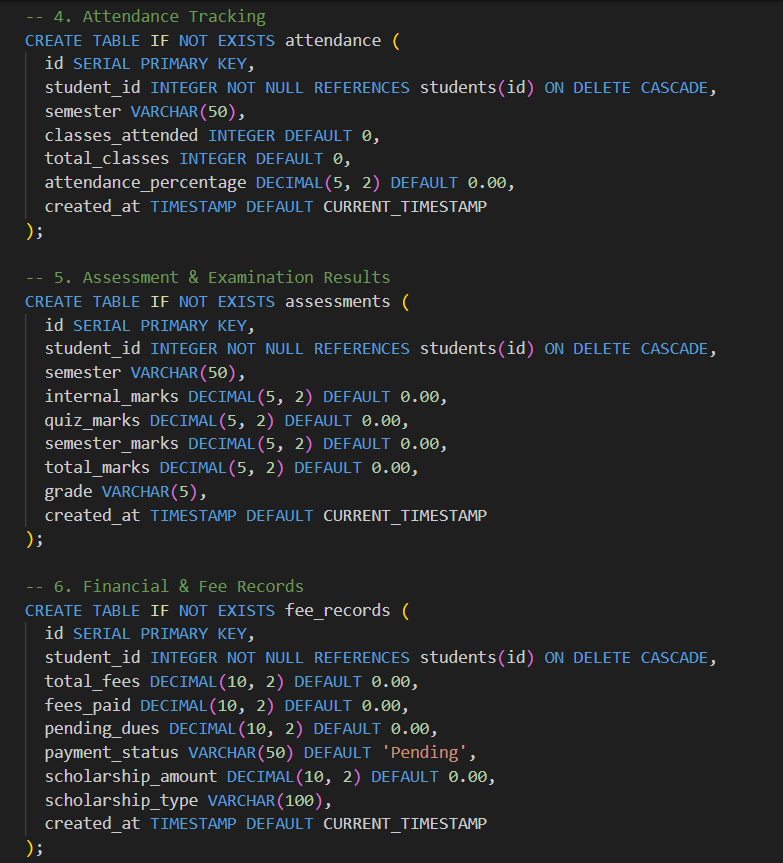 -- 4. Attendance Tracking
CREATE TABLE IF NOT EXISTS attendance (
  id SERIAL PRIMARY KEY,
  student_id INTEGER NOT NULL REFERENCES students(id) ON DELETE CASCADE,
  semester VARCHAR(50),
  classes_attended INTEGER DEFAULT 0,
  total_classes INTEGER DEFAULT 0,
  attendance_percentage DECIMAL(5, 2) DEFAULT 0.00,
  created_at TIMESTAMP DEFAULT CURRENT_TIMESTAMP
);

-- 5. Assessment & Examination Results
CREATE TABLE IF NOT EXISTS assessments (
  id SERIAL PRIMARY KEY,
  student_id INTEGER NOT NULL REFERENCES students(id) ON DELETE CASCADE,
  semester VARCHAR(50),
  internal_marks DECIMAL(5, 2) DEFAULT 0.00,
  quiz_marks DECIMAL(5, 2) DEFAULT 0.00,
  semester_marks DECIMAL(5, 2) DEFAULT 0.00,
  total_marks DECIMAL(5, 2) DEFAULT 0.00,
  grade VARCHAR(5),
  created_at TIMESTAMP DEFAULT CURRENT_TIMESTAMP
);

-- 6. Financial & Fee Records
CREATE TABLE IF NOT EXISTS fee_records (
  id SERIAL PRIMARY KEY,
  student_id INTEGER NOT NULL REFERENCES students(id) ON DELETE CASCADE,
  total_fees DECIMAL(10, 2) DEFAULT 0.00,
  fees_paid DECIMAL(10, 2) DEFAULT 0.00,
  pending_dues DECIMAL(10, 2) DEFAULT 0.00,
  payment_status VARCHAR(50) DEFAULT 'Pending',
  scholarship_amount DECIMAL(10, 2) DEFAULT 0.00,
  scholarship_type VARCHAR(100),
  created_at TIMESTAMP DEFAULT CURRENT_TIMESTAMP
);